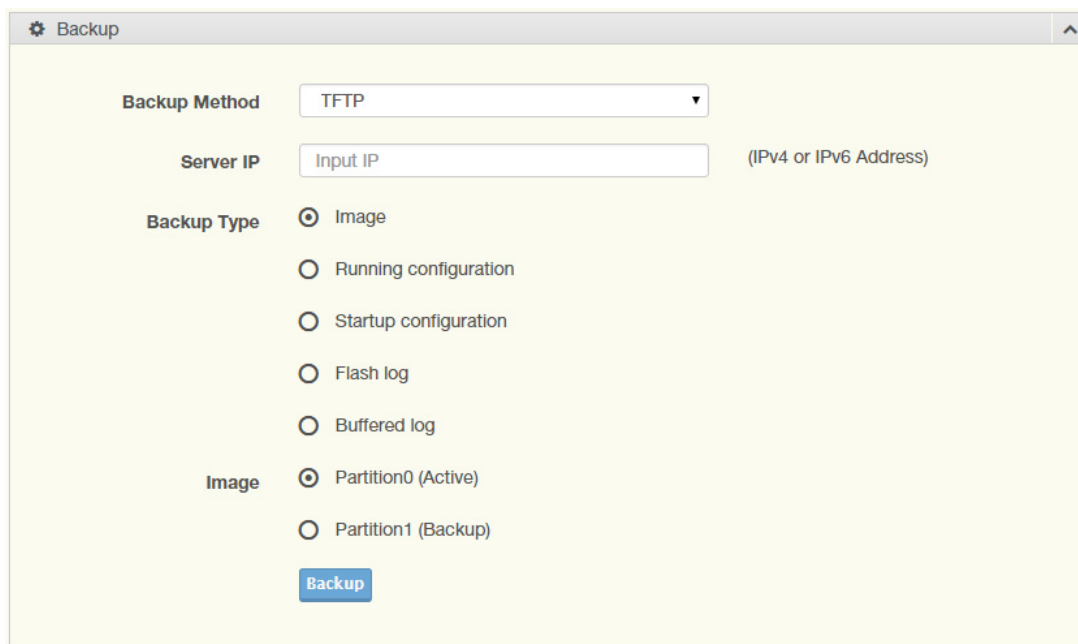 Backup
Backup Method TFTP
Server IP Input IP (IPv4 or IPv6 Address)
Backup Type Image
Running configuration
Startup configuration
Flash log
Buffered log
Image Partition0 (Active)
Partition1 (Backup)
Backup